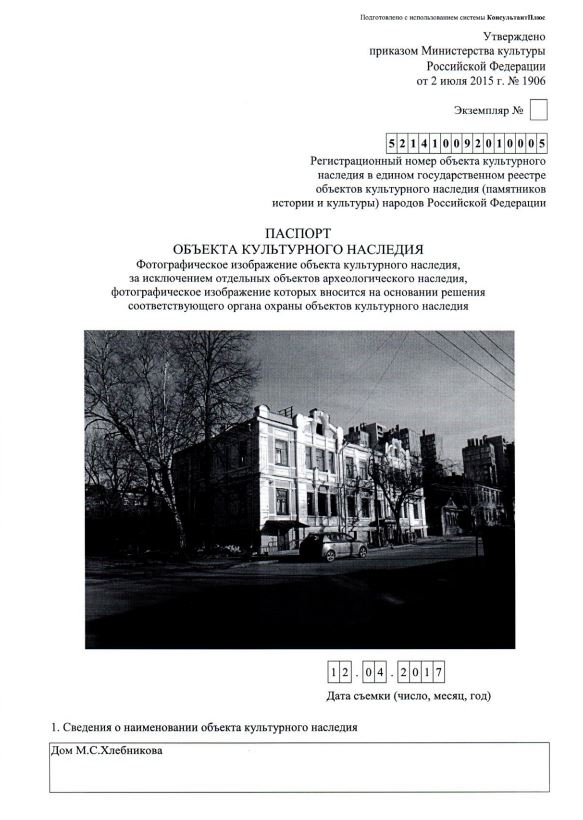 Подготовлено с использованием системы КонсультантПлюс
Утверждено
приказом Министерства культуры
Российской Федерации
от 2 июля 2015 г. № 1906
Экземпляр №
521410092010005
Регистрационный номер объекта культурного
наследия в едином государственном реестре
объектов культурного наследия (памятников
истории и культуры) народов Российской Федерации
ПАСПОРТ
ОБЪЕКТА КУЛЬТУРНОГО НАСЛЕДИЯ
Фотографическое изображение объекта культурного наследия,
за исключением отдельных объектов археологического наследия,
фотографическое изображение которых вносится на основании решения
соответствующего органа охраны объектов культурного наследия
12.04.2017
Дата съемки (число, месяц, год)
1. Сведения о наименовании объекта культурного наследия
Дом М.С.Хлебникова